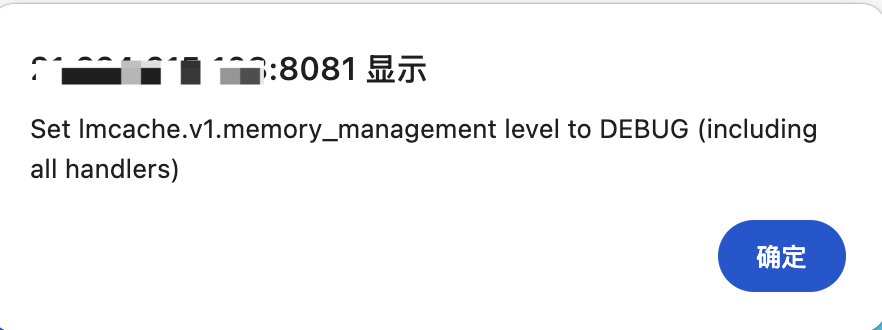 :8081 显示
Set lmcache.v1.memory_management level to DEBUG (including
all handlers)
确定